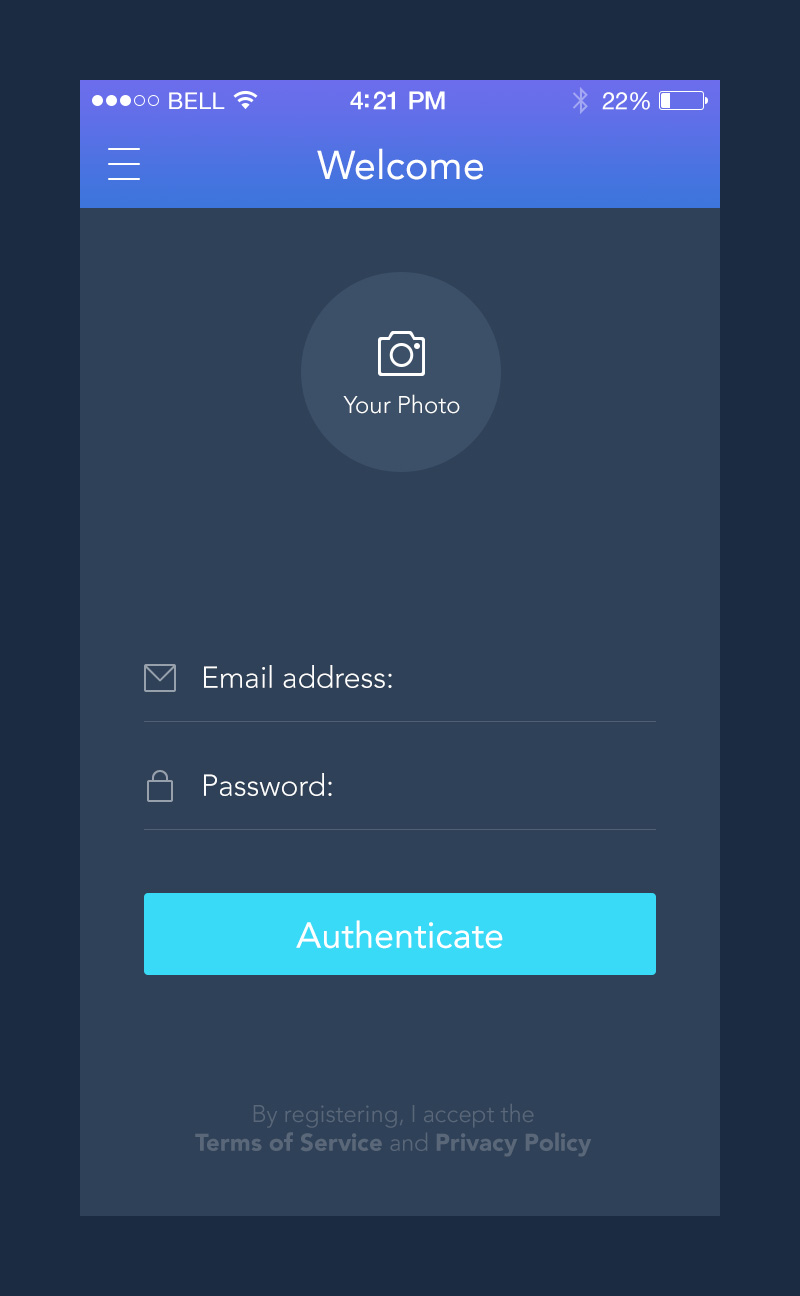 BELL 4:21 PM 22%
Welcome
Your Photo
Email address:
Password:
Authenticate
By registering, I accept the
Terms of Service and Privacy Policy